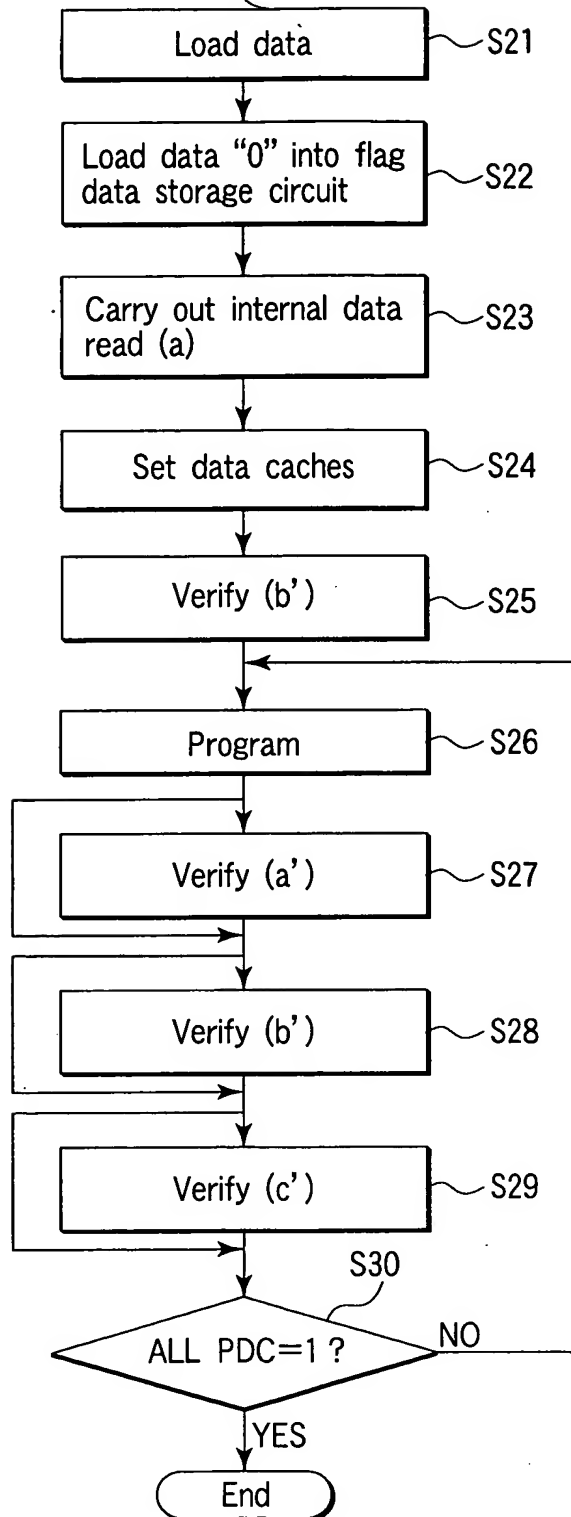 Load data
S21
Load data “0” into flag
data storage circuit
S22
Carry out internal data
read (a)
S23
Set data caches
S24
Verify (b’)
S25
Program
S26
Verify (a’)
S27
Verify (b’)
S28
Verify (c’)
S29
S30
ALL PDC=1 ?
NO
YES
End